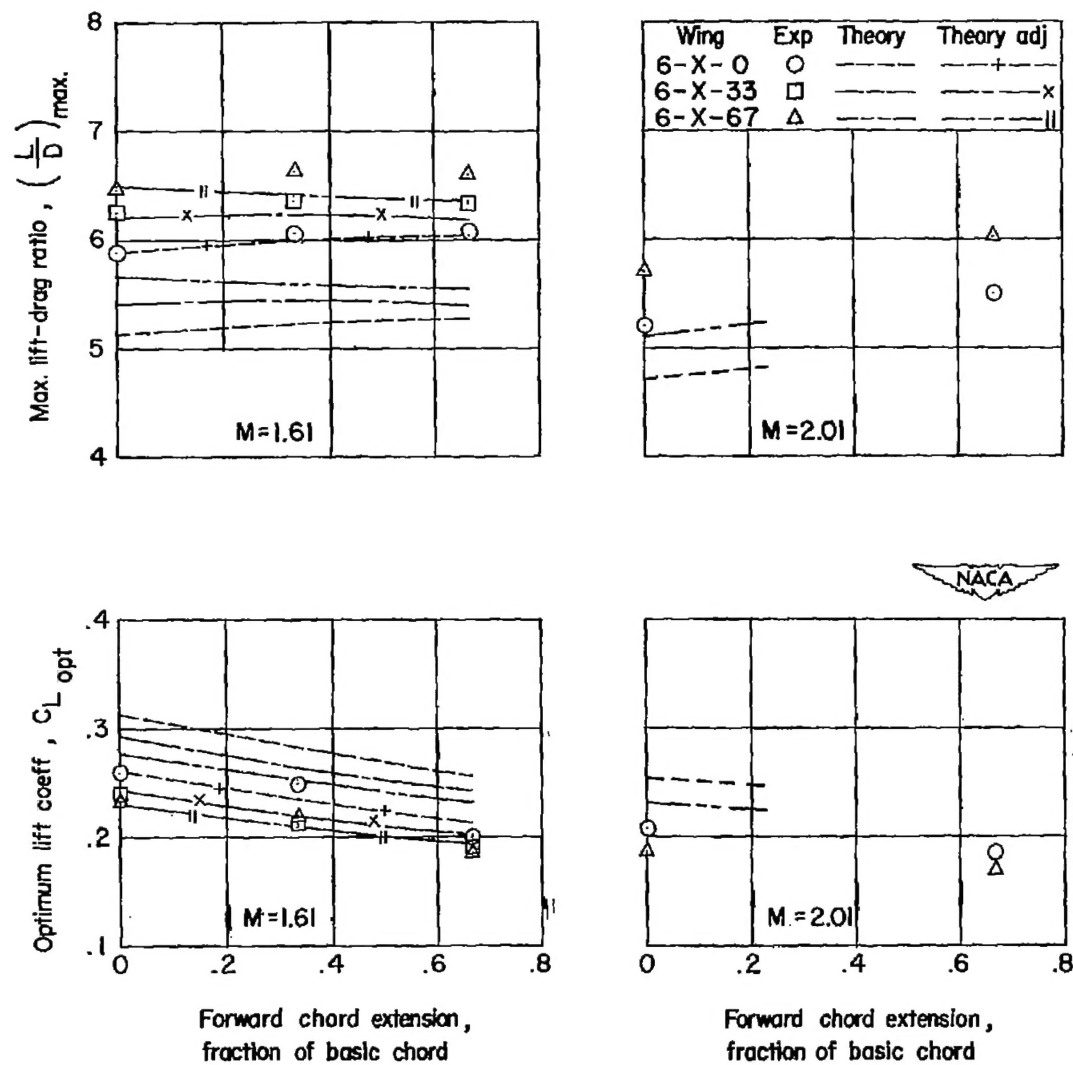 8
7
6
5
4
Max. lift-drag ratio, (L/D)max.
M=1.61
Wing Exp Theory Theory adj
6-X-0
6-X-33
6-X-67
M=2.01
NACA
.4
.3
.2
.1
Optimum lift coeff, CL opt
M=1.61
0 .2 .4 .6 .8
Forward chord extension,
fraction of basic chord
M=2.01
0 .2 .4 .6 .8
Forward chord extension,
fraction of basic chord